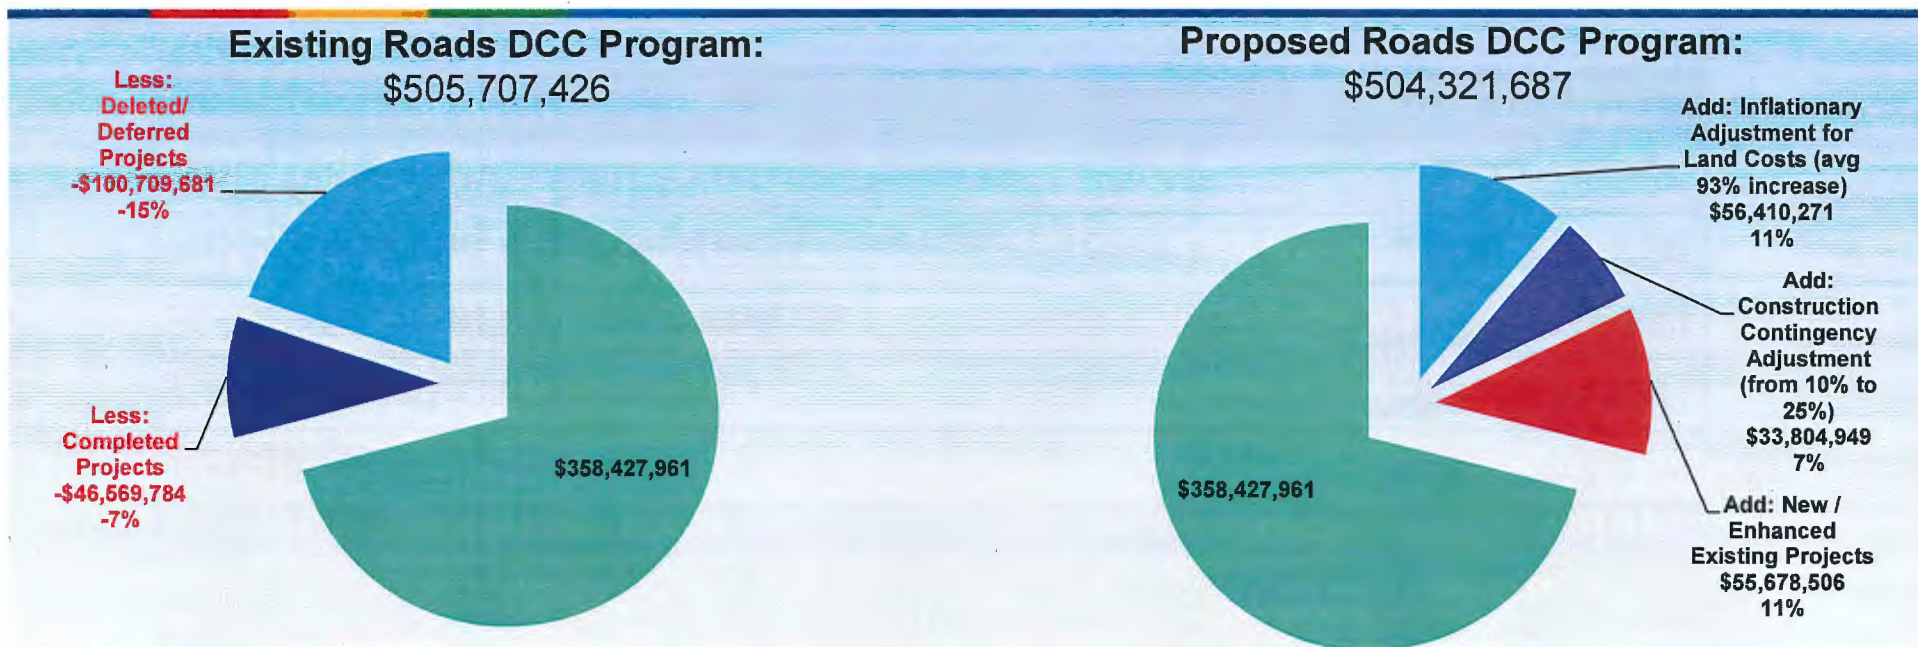 Existing Roads DCC Program:
$505,707,426
Less:
Deleted/
Deferred
Projects
-$100,709,681
-15%
Less:
Completed
Projects
-$46,569,784
-7%
$358,427,961
Proposed Roads DCC Program:
$504,321,687
Add: Inflationary
Adjustment for
Land Costs (avg
93% increase)
$56,410,271
11%
Add:
Construction
Contingency
Adjustment
(from 10% to
25%)
$33,804,949
7%
Add: New /
Enhanced
Existing Projects
$55,678,506
11%
$358,427,961